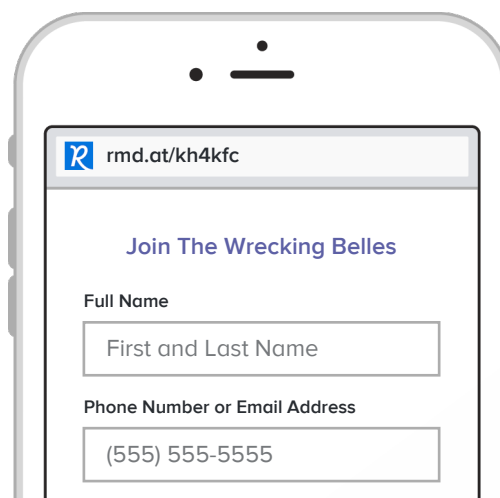 R rmd.at/kh4kfc
Join The Wrecking Belles
Full Name
First and Last Name
Phone Number or Email Address
(555) 555-5555